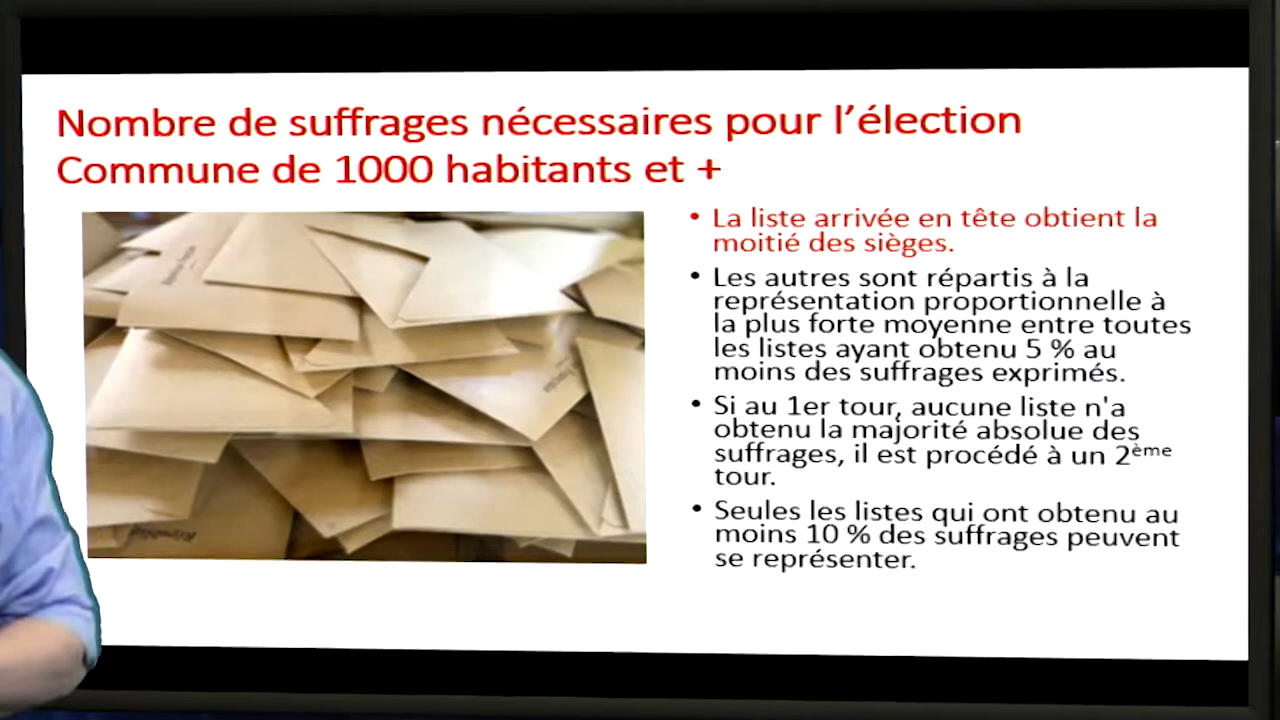 Nombre de suffrages nécessaires pour l’élection
Commune de 1000 habitants et +
• La liste arrivée en tête obtient la
moitié des sièges.
• Les autres sont répartis à la
représentation proportionnelle à
la plus forte moyenne entre toutes
les listes ayant obtenu 5 % au
moins des suffrages exprimés.
• Si au 1er tour, aucune liste n'a
obtenu la majorité absolue des
suffrages, il est procédé à un 2ème
tour.
• Seules les listes qui ont obtenu au
moins 10 % des suffrages peuvent
se représenter.